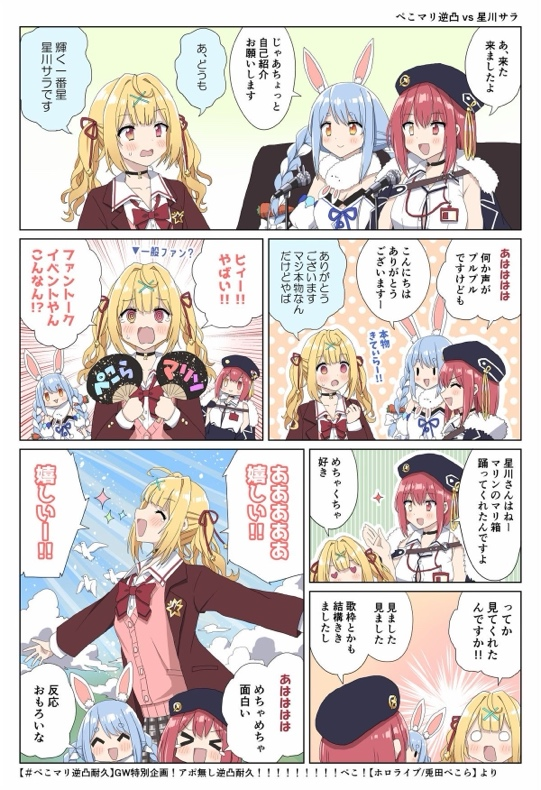 ぺこマリ逆凸 vs 星川サラ
あ、来た
来ましたよ
じゃあちょっと
自己紹介
お願いします
あ、どうも
輝く一番星
星川サラです
あはははは
何か声が
ブルブル
ですけども
こんにちは
ありがとう
ございますー
本物
きてぃらー!!
ありがとう
ございます
マジ本物なん
だけどやば
ヒィー!!
やばい!!
▼一般ファン?
ファントーク
イベントやん
こんなん!?
ぺこら
マリン
星川さんはねー
マリンのマリ箱
踊ってくれたんですよ
めちゃくちゃ
好き
ってか
見てくれた
んですか!!
見ました
見ました
歌枠とかも
結構きき
ましたし
ああああぁ
嬉しい!!
嬉しぃー!!
あはははは
めちゃめちゃ
面白い
反応
おもろいな
【#ぺこマリ逆凸耐久】GW特別企画!アポ無し逆凸耐久!!!!!!!!!ぺこ!【ホロライブ/兎田ぺこら】より